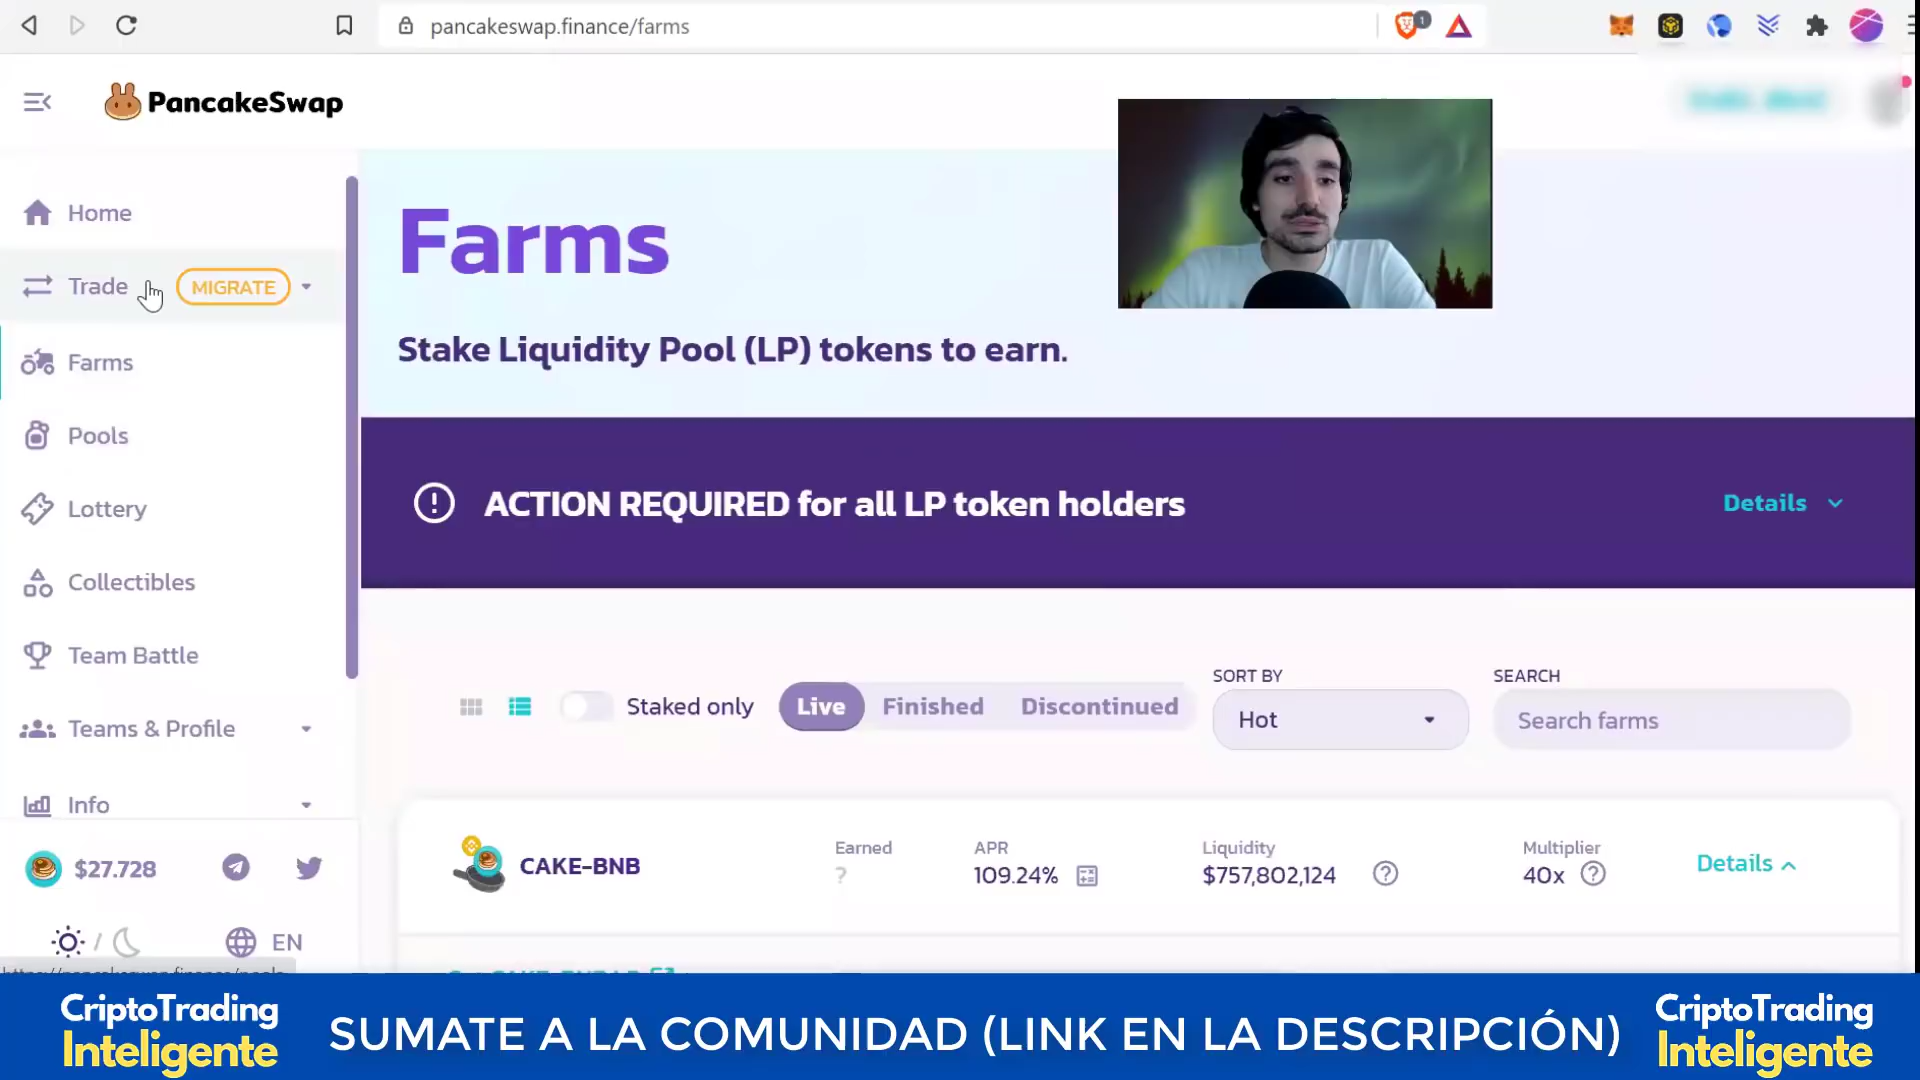 pancakeswap.finance/farms
1
PancakeSwap
Home
Trade
MIGRATE
Farms
Pools
Lottery
Collectibles
Team Battle
Teams & Profile
Info
$27.728
/
EN
Farms
Stake Liquidity Pool (LP) tokens to earn.
ACTION REQUIRED for all LP token holders
Details
Staked only
Live
Finished
Discontinued
SORT BY
Hot
SEARCH
Search farms
CAKE-BNB
Earned
?
APR
109.24%
Liquidity
$757,802,124
?
Multiplier
40x
?
Details
CriptoTrading
Inteligente
SUMATE A LA COMUNIDAD (LINK EN LA DESCRIPCIÓN)
CriptoTrading
Inteligente